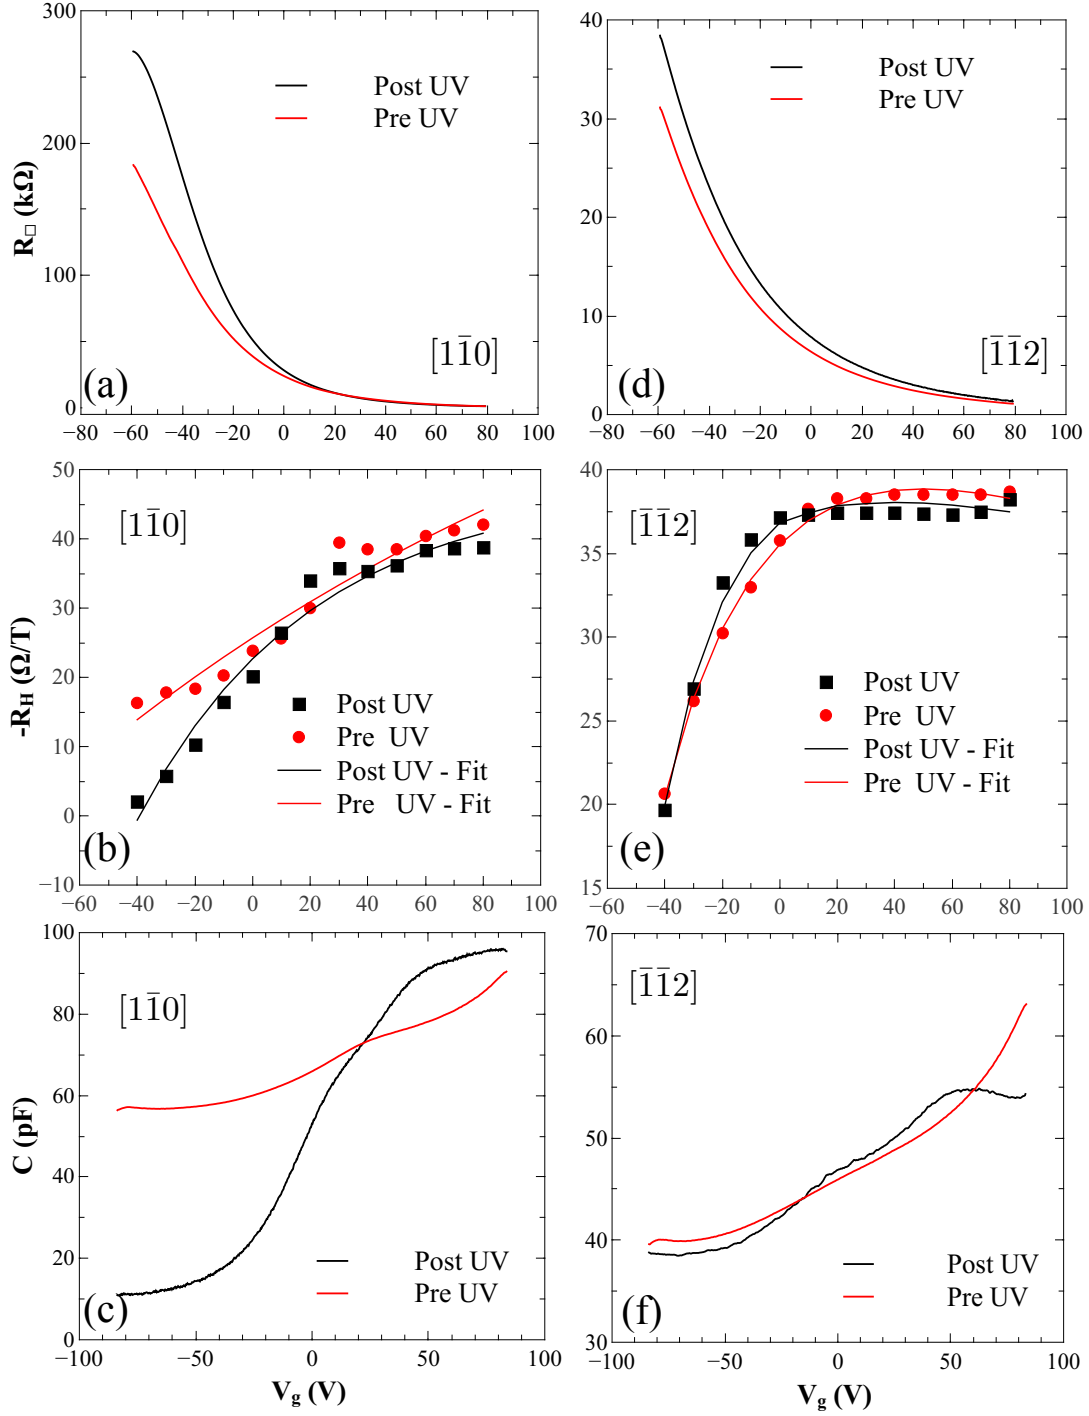 300
200
100
0
R□ (kΩ)
Post UV
Pre UV
[11̄0]
(a)
−80 −60 −40 −20 0 20 40 60 80 100
40
30
20
10
0
Post UV
Pre UV
[1̄1̄2]
(d)
−80 −60 −40 −20 0 20 40 60 80 100
50
40
30
20
10
0
−10
-R_H (Ω/T)
[11̄0]
Post UV
Pre UV
Post UV - Fit
Pre UV - Fit
(b)
−60 −40 −20 0 20 40 60 80 100
40
35
30
25
20
15
[1̄1̄2]
Post UV
Pre UV
Post UV - Fit
Pre UV - Fit
(e)
−60 −40 −20 0 20 40 60 80 100
100
80
60
40
20
0
C (pF)
[11̄0]
Post UV
Pre UV
(c)
−100 −50 0 50 100
V_g (V)
70
60
50
40
30
[1̄1̄2]
Post UV
Pre UV
(f)
−100 −50 0 50 100
V_g (V)